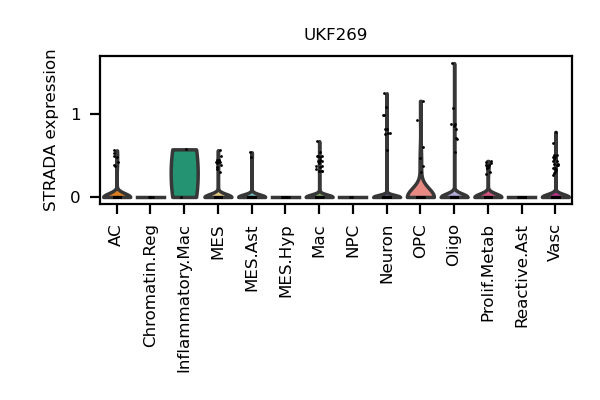 UKF269
STRADA expression
1
0
AC
Chromatin.Reg
Inflammatory.Mac
MES
MES.Ast
MES.Hyp
Mac
NPC
Neuron
OPC
Oligo
Prolif.Metab
Reactive.Ast
Vasc